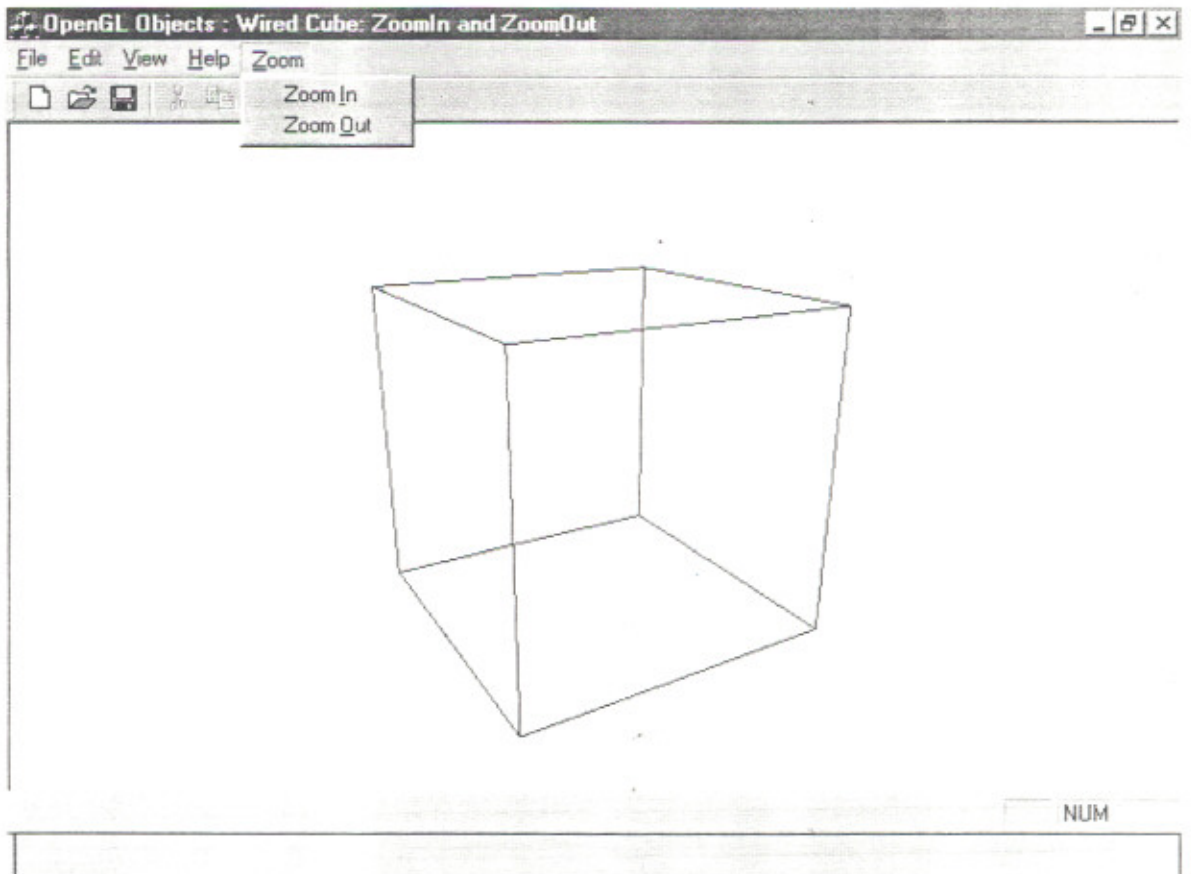 OpenGL Objects : Wired Cube: ZoomIn and ZoomOut
File Edit View Help Zoom
Zoom In
Zoom Out
NUM